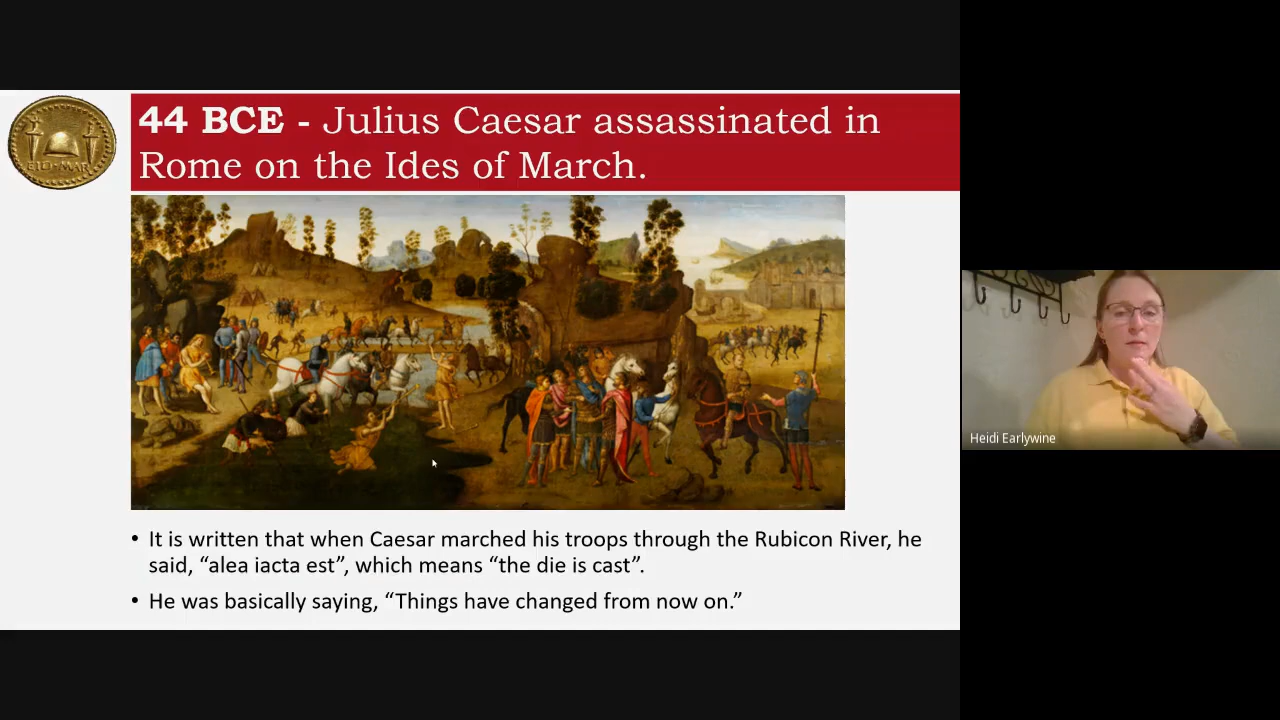 44 BCE - Julius Caesar assassinated in
Rome on the Ides of March.
EID·MAR
• It is written that when Caesar marched his troops through the Rubicon River, he
said, “alea iacta est”, which means “the die is cast”.
• He was basically saying, “Things have changed from now on.”
Heidi Earlywine